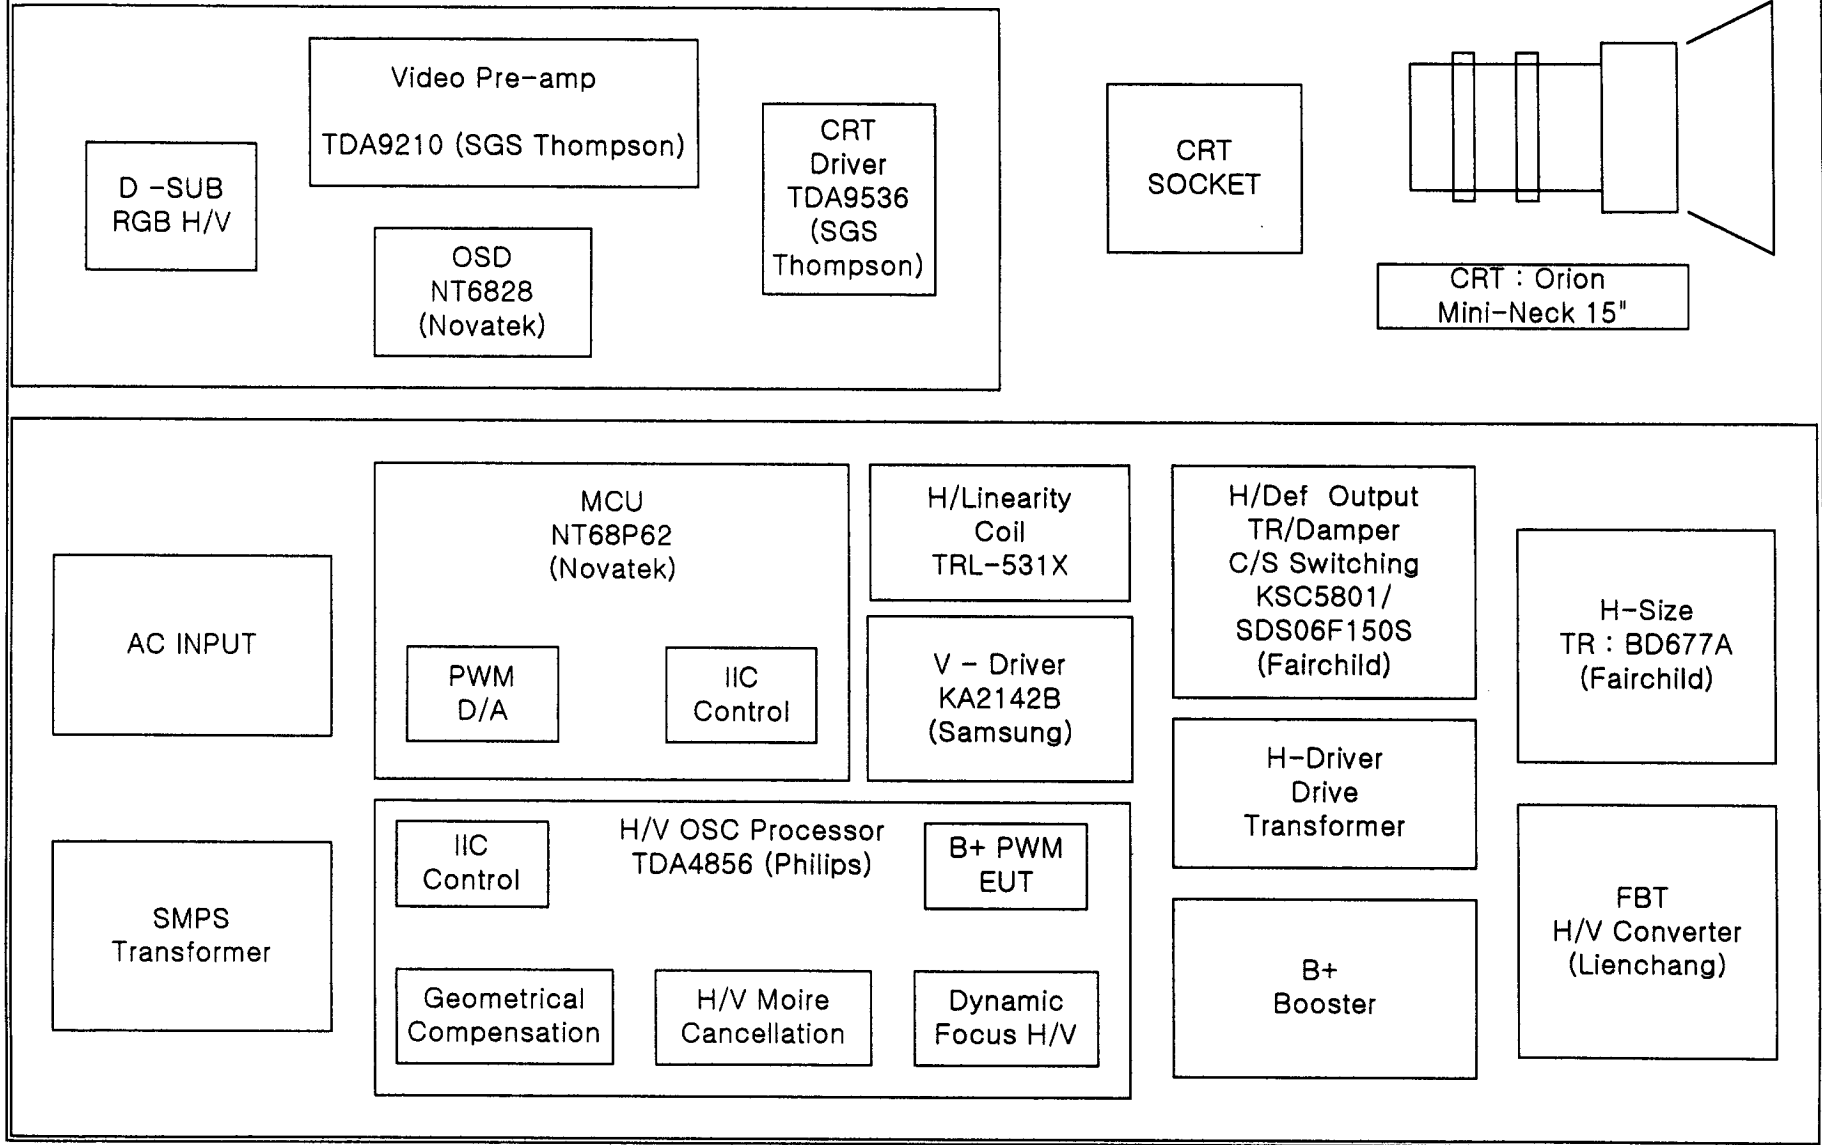 Video Pre-amp
TDA9210 (SGS Thompson)
D -SUB
RGB H/V
OSD
NT6828
(Novatek)
CRT
Driver
TDA9536
(SGS
Thompson)
CRT
SOCKET
CRT : Orion
Mini-Neck 15"
AC INPUT
SMPS
Transformer
MCU
NT68P62
(Novatek)
PWM
D/A
IIC
Control
H/Linearity
Coil
TRL-531X
V - Driver
KA2142B
(Samsung)
H/V OSC Processor
TDA4856 (Philips)
IIC
Control
B+ PWM
EUT
Geometrical
Compensation
H/V Moire
Cancellation
Dynamic
Focus H/V
H/Def Output
TR/Damper
C/S Switching
KSC5801/
SDS06F150S
(Fairchild)
H-Driver
Drive
Transformer
B+
Booster
H-Size
TR : BD677A
(Fairchild)
FBT
H/V Converter
(Lienchang)